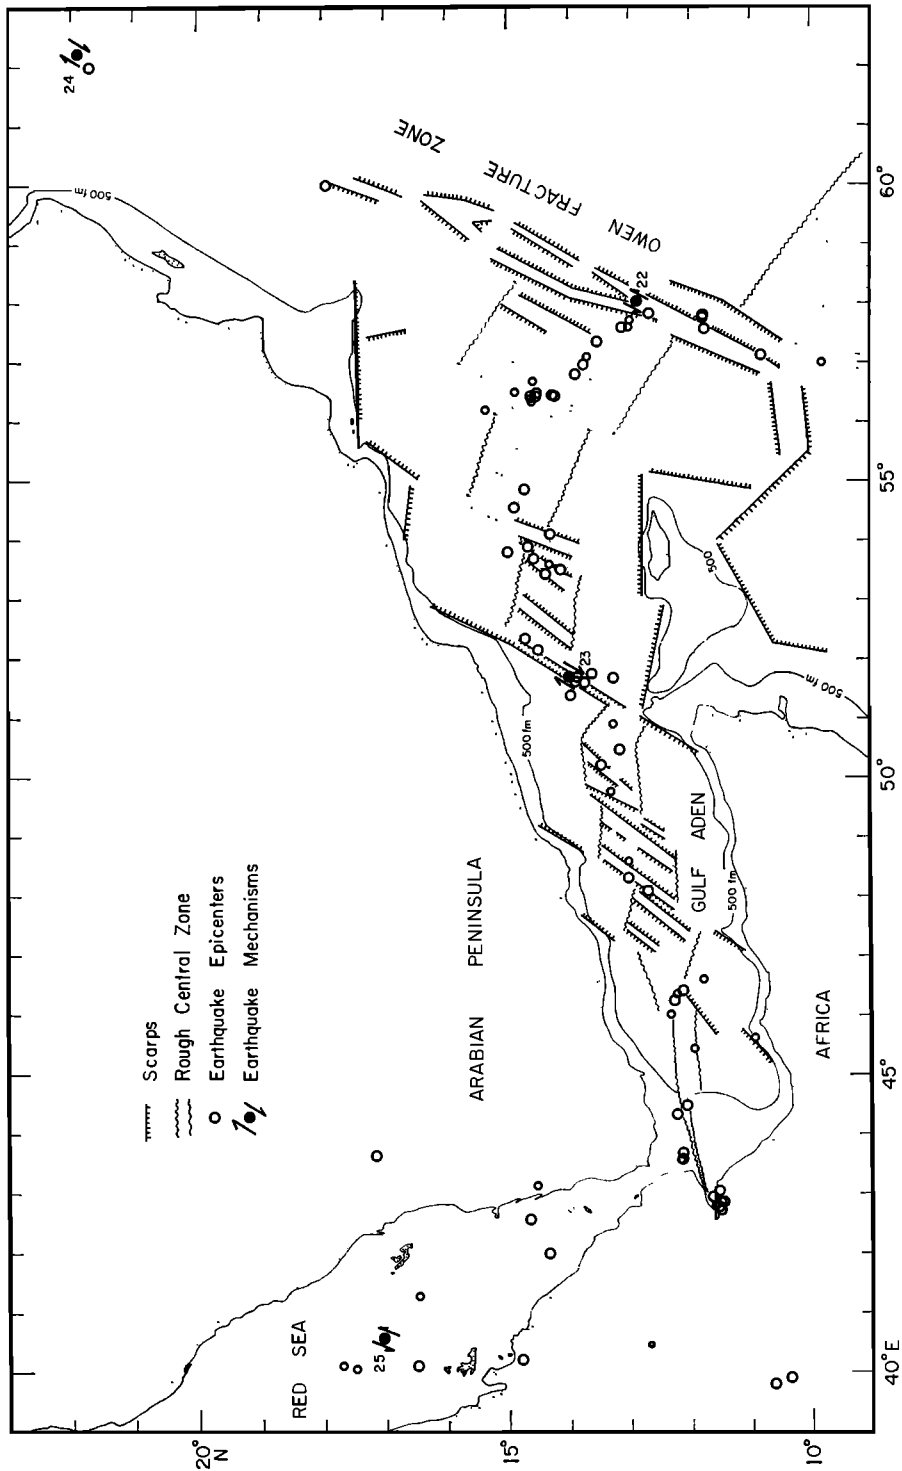 Scarps
Rough Central Zone
Earthquake Epicenters
Earthquake Mechanisms
24
500 fm
OWEN FRACTURE ZONE
22
23
500
500 fm
500 fm
ARABIAN PENINSULA
GULF ADEN
500 fm
AFRICA
RED SEA
25
20°
N
15°
10°
40°E
45°
50°
55°
60°